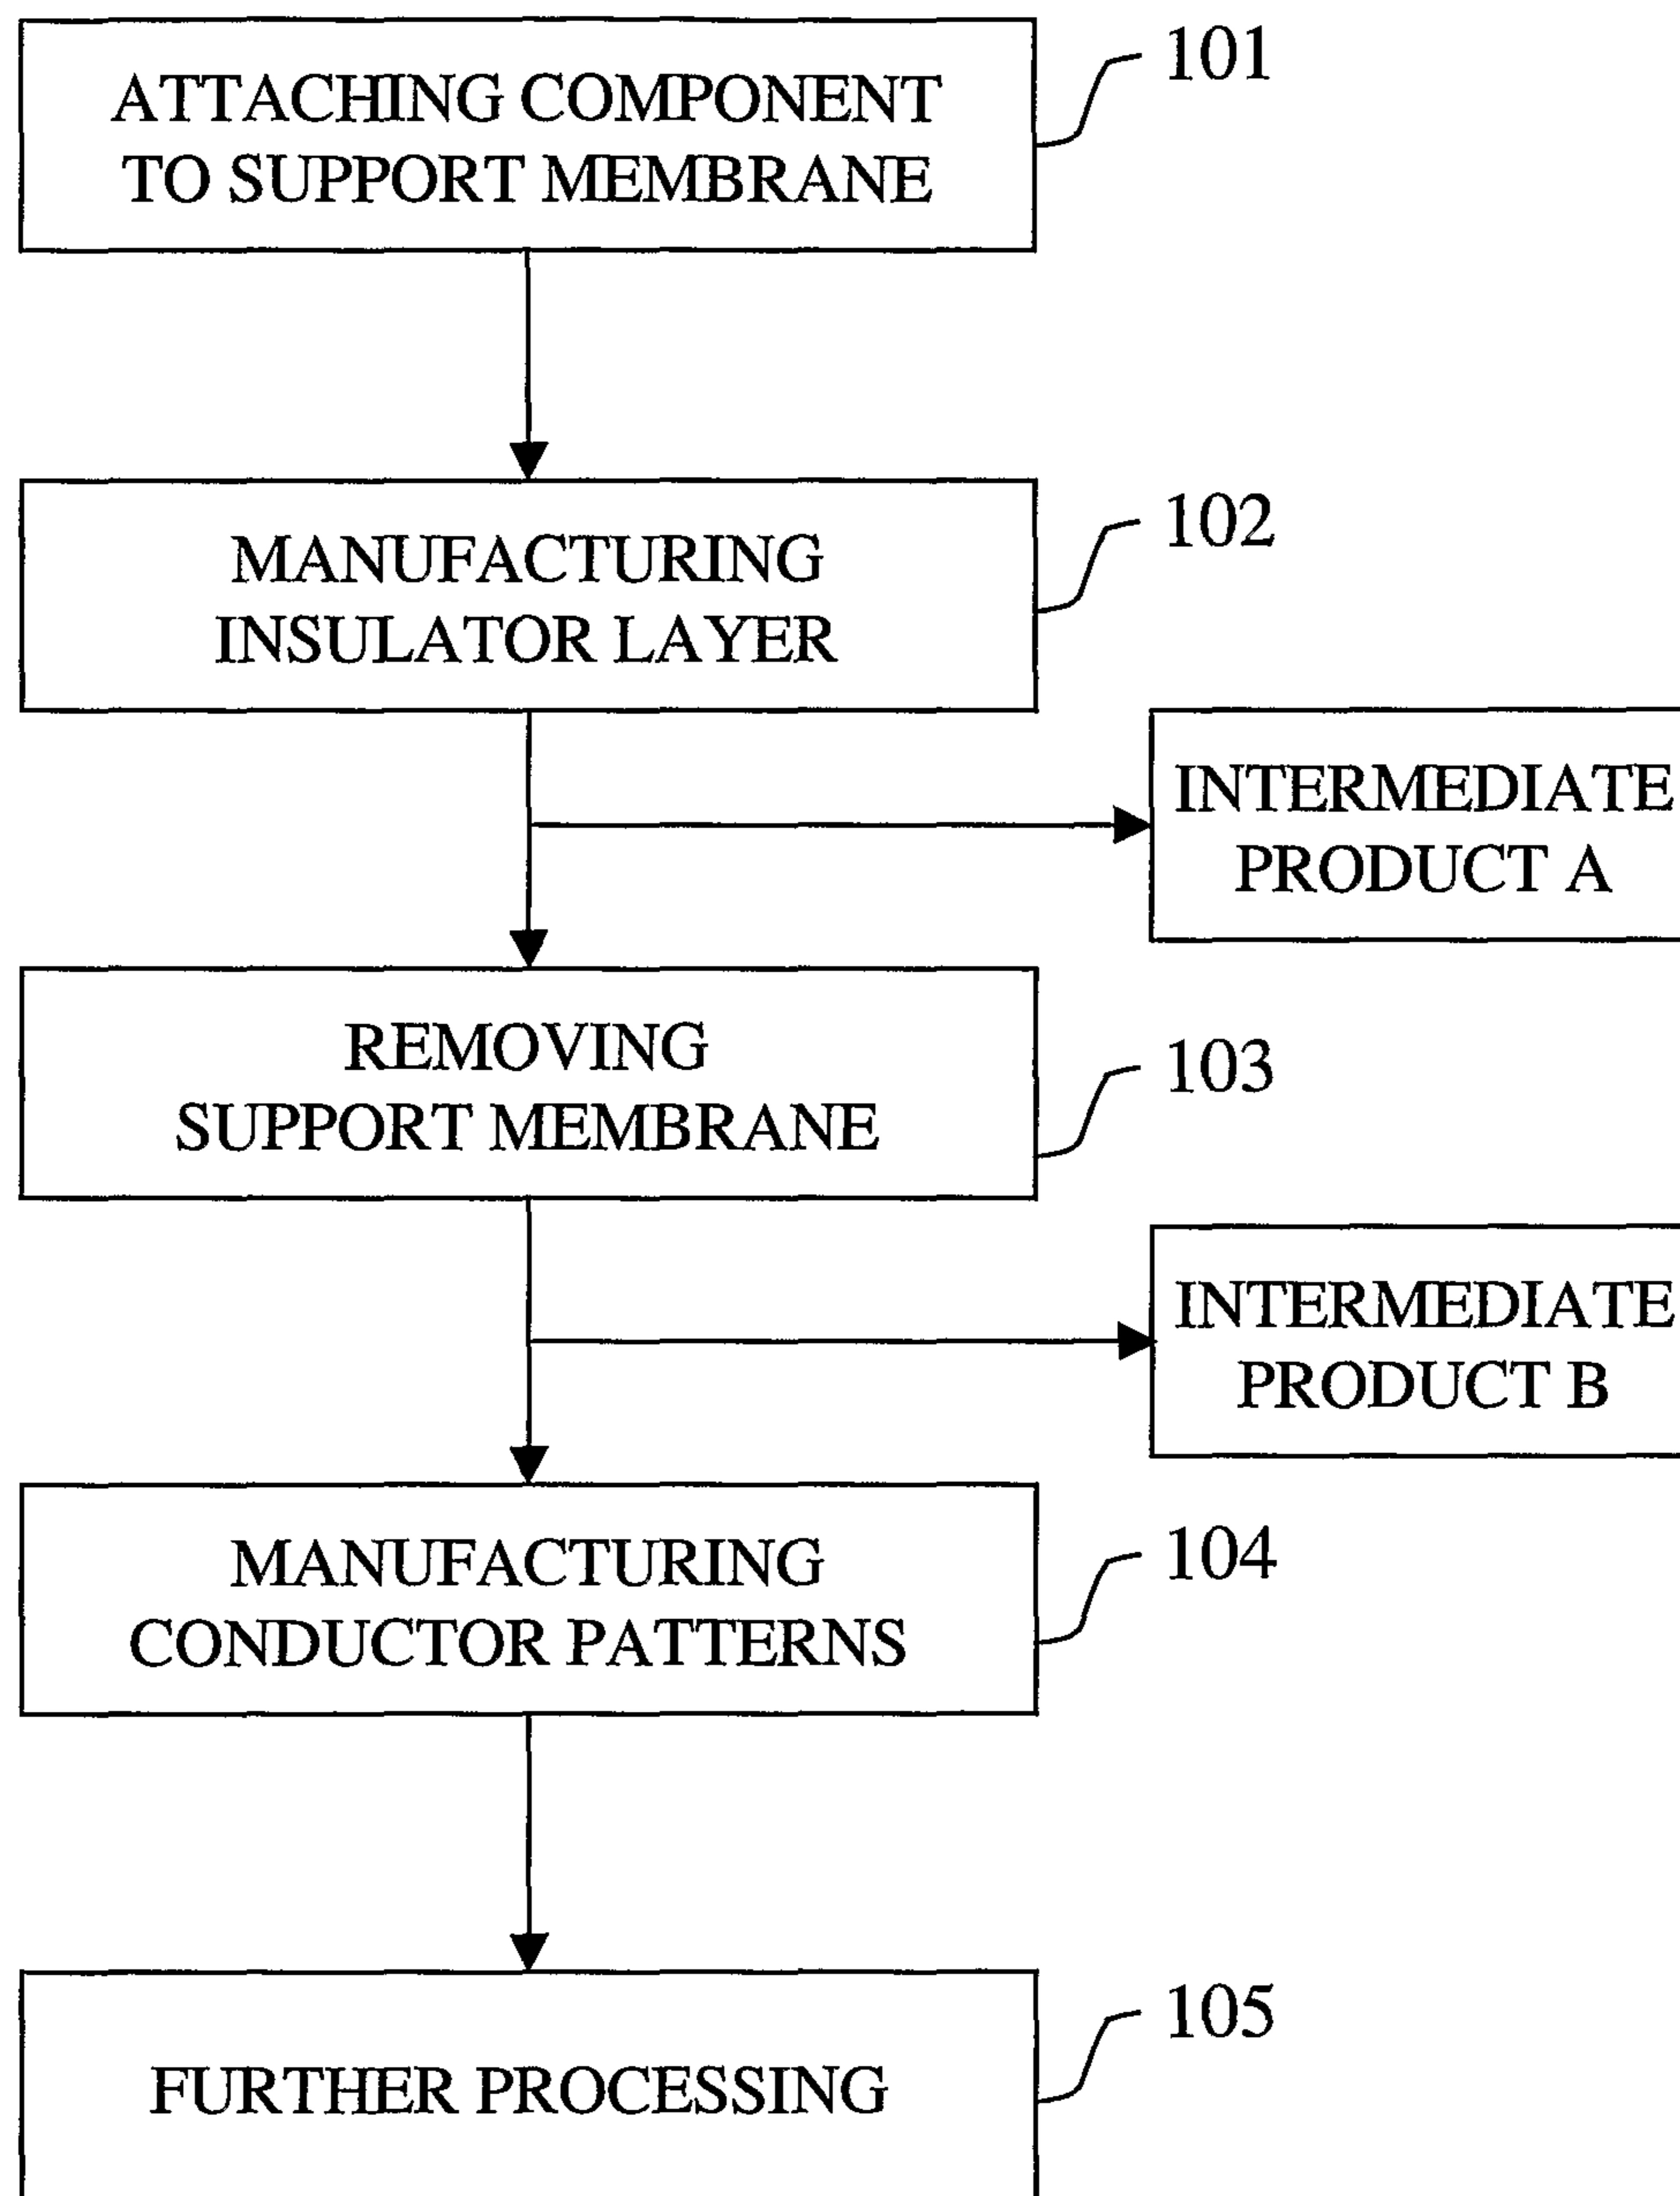 ATTACHING COMPONENT
TO SUPPORT MEMBRANE
101
MANUFACTURING
INSULATOR LAYER
102
INTERMEDIATE
PRODUCT A
REMOVING
SUPPORT MEMBRANE
103
INTERMEDIATE
PRODUCT B
MANUFACTURING
CONDUCTOR PATTERNS
104
FURTHER PROCESSING
105